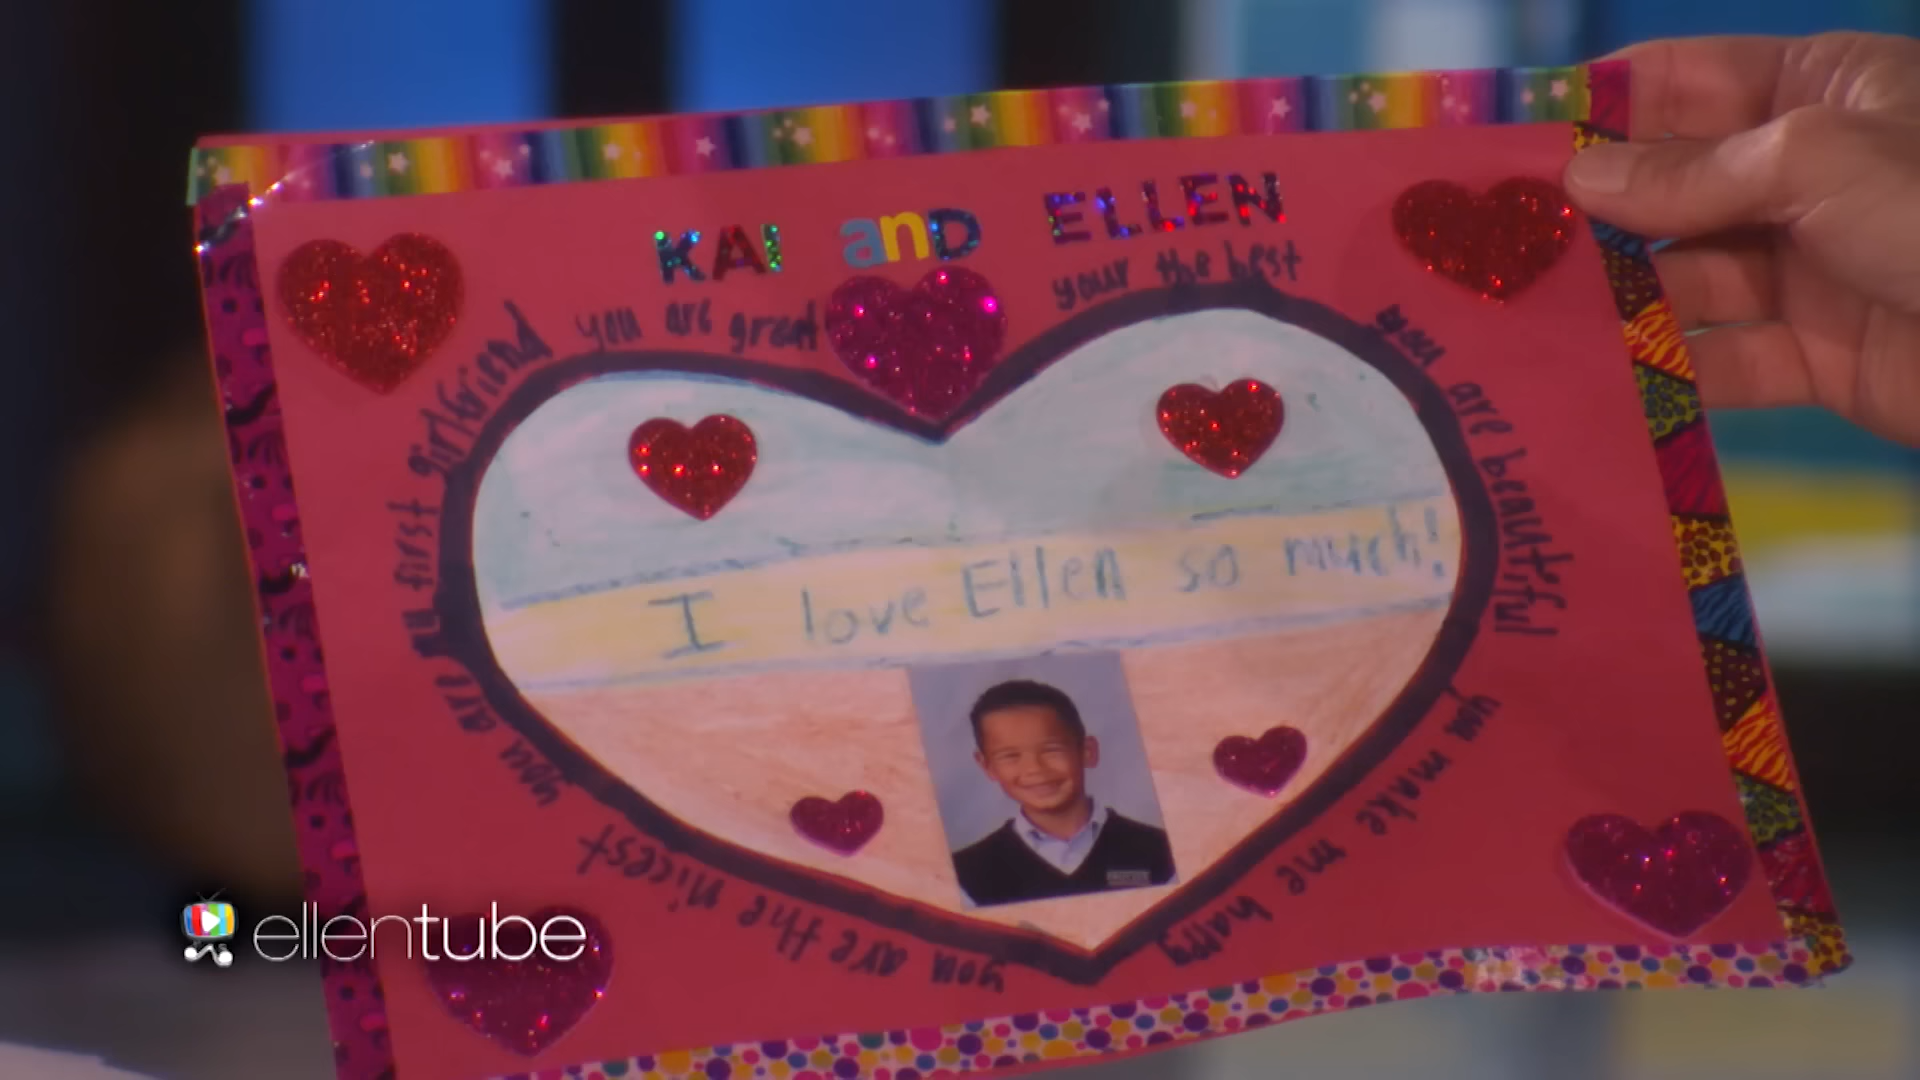 KAI anD ELLEN
you are great
your the best
you are beautiful
you make me happy
you are the nicest
you are my first girlfriend
I love Ellen so much!
ellentube